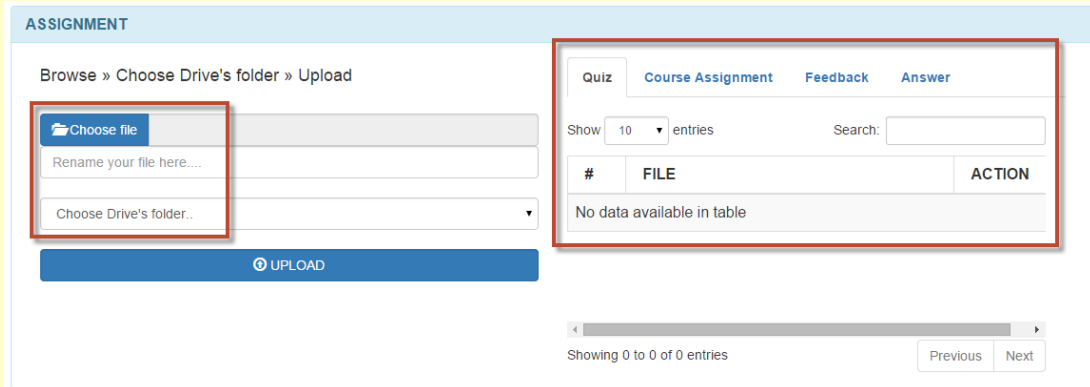 ASSIGNMENT
Browse » Choose Drive's folder » Upload
Choose file
Rename your file here....
Choose Drive's folder..
UPLOAD
Quiz Course Assignment Feedback Answer
Show 10 entries Search:
# FILE ACTION
No data available in table
Showing 0 to 0 of 0 entries Previous Next